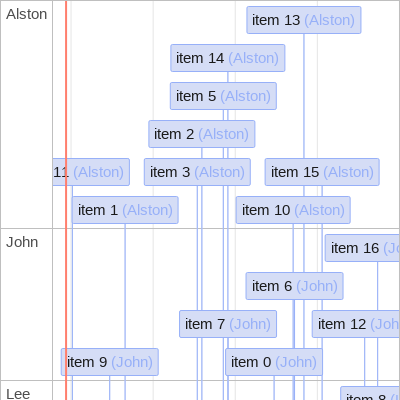 Alston
item 13 (Alston)
item 14 (Alston)
item 5 (Alston)
item 2 (Alston)
11 (Alston)
item 3 (Alston)
item 15 (Alston)
item 1 (Alston)
item 10 (Alston)
John
item 16 (Jo
item 6 (John)
item 7 (John)
item 12 (Joh
item 9 (John)
item 0 (John)
Lee
item 8